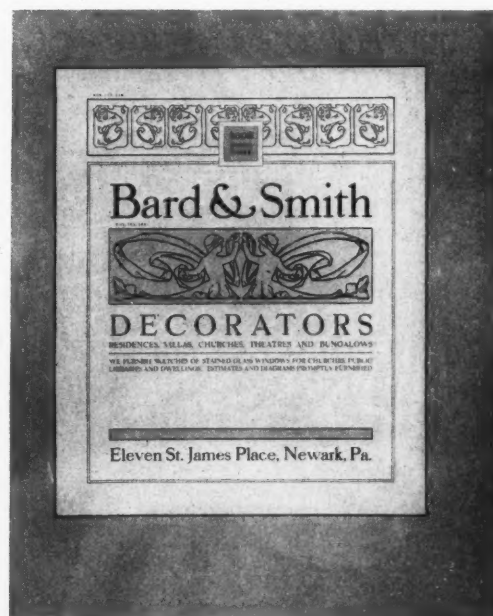 Bard & Smith
DECORATORS
RESIDENCES, VILLAS, CHURCHES, THEATRES AND BUNGALOWS
WE FURNISH SKETCHES OF STAINED GLASS WINDOWS FOR CHURCHES, PUBLIC
LIBRARIES AND DWELLINGS. ESTIMATES AND DIAGRAMS PROMPTLY FURNISHED
Eleven St. James Place, Newark, Pa.